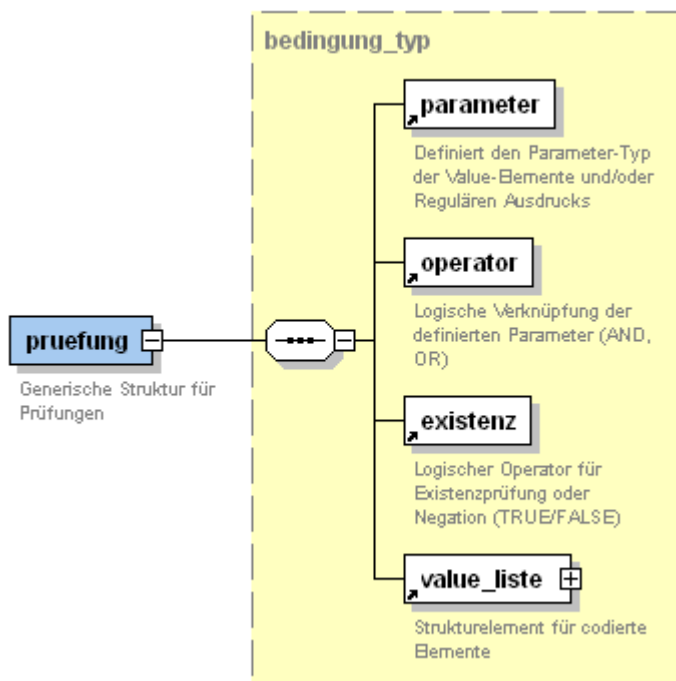 bedingung_typ
parameter
Definiert den Parameter-Typ
der Value-Elemente und/oder
Regulären Ausdrucks
operator
Logische Verknüpfung der
definierten Parameter (AND,
OR)
pruefung
Generische Struktur für
Prüfungen
existenz
Logischer Operator für
Existenzprüfung oder
Negation (TRUE/FALSE)
value_liste
Strukturelement für codierte
Elemente